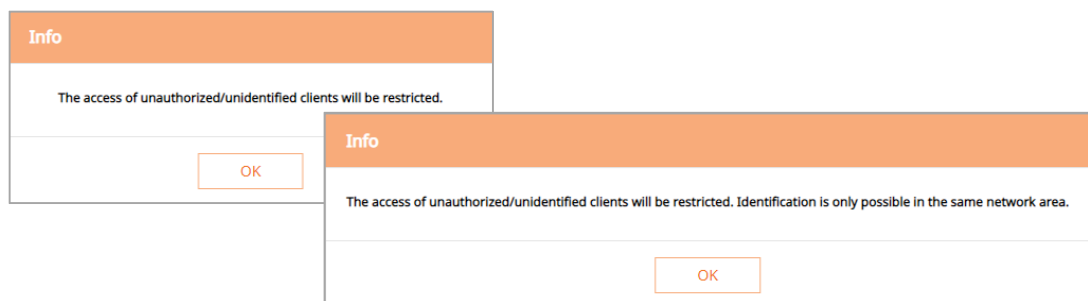 Info
The access of unauthorized/unidentified clients will be restricted.
OK
Info
The access of unauthorized/unidentified clients will be restricted. Identification is only possible in the same network area.
OK